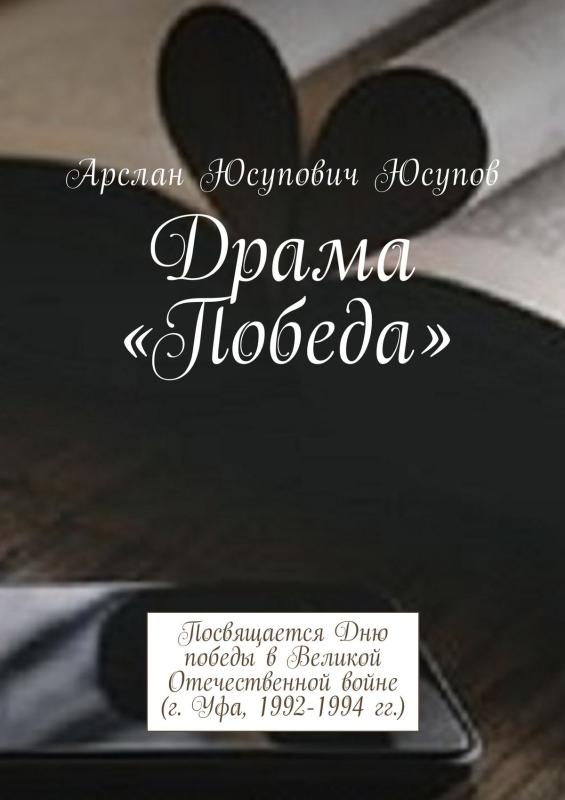 Арслан Юсупович Юсупов
Драма
«Победа»
Посвящается Дню
победы в Великой
Отечественной войне
(г. Уфа, 1992-1994 гг.)